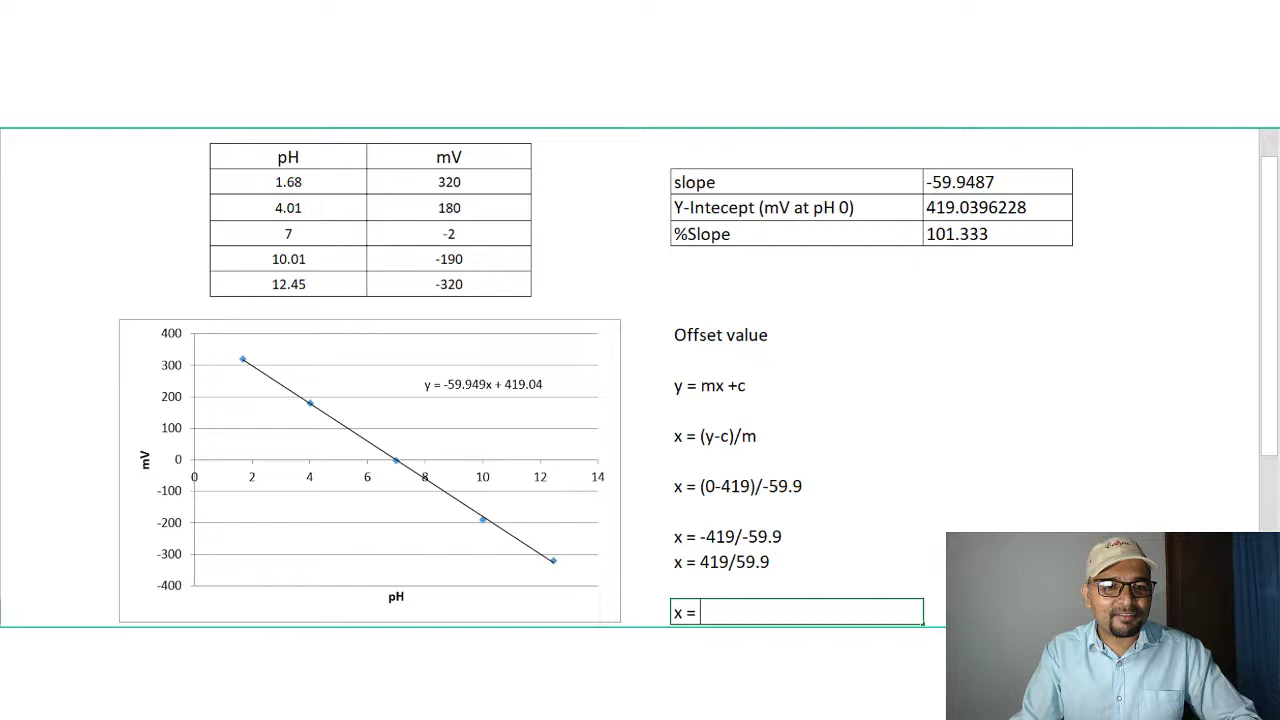 pH mV
1.68 320
4.01 180
7 -2
10.01 -190
12.45 -320
slope -59.9487
Y-Intecept (mV at pH 0) 419.0396228
%Slope 101.333
400
300
200
100
0
-100
-200
-300
-400
0 2 4 6 8 10 12 14
y = -59.949x + 419.04
mV
pH
Offset value
y = mx +c
x = (y-c)/m
x = (0-419)/-59.9
x = -419/-59.9
x = 419/59.9
x =